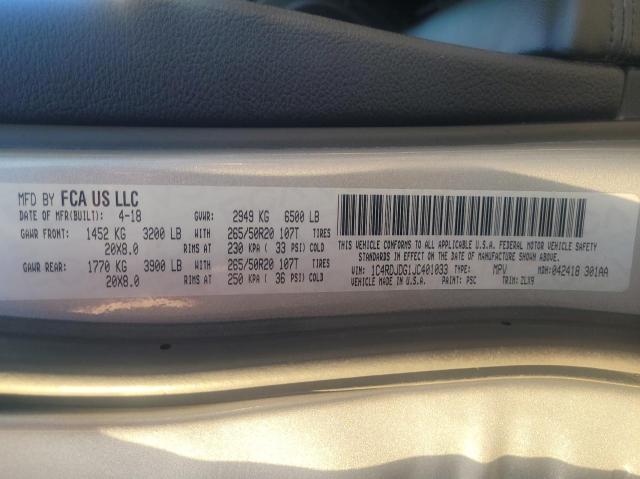 MFD BY FCA US LLC
DATE OF MFR(BUILT): 4-18 GVWR: 2949 KG 6500 LB
GAWR FRONT: 1452 KG 3200 LB WITH 265/50R20 107T TIRES
20X8.0 RIMS AT 230 KPA ( 33 PSI) COLD
GAWR REAR: 1770 KG 3900 LB WITH 265/50R20 107T TIRES
20X8.0 RIMS AT 250 KPA ( 36 PSI) COLD
THIS VEHICLE CONFORMS TO ALL APPLICABLE U.S.A. FEDERAL MOTOR VEHICLE SAFETY
STANDARDS IN EFFECT ON THE DATE OF MANUFACTURE SHOWN ABOVE.
VIN: 1C4RDJDG1JC401033 TYPE: MPV MDH: 042418 301AA
VEHICLE MADE IN U.S.A. PAINT: PSC TRIM: ZLX9